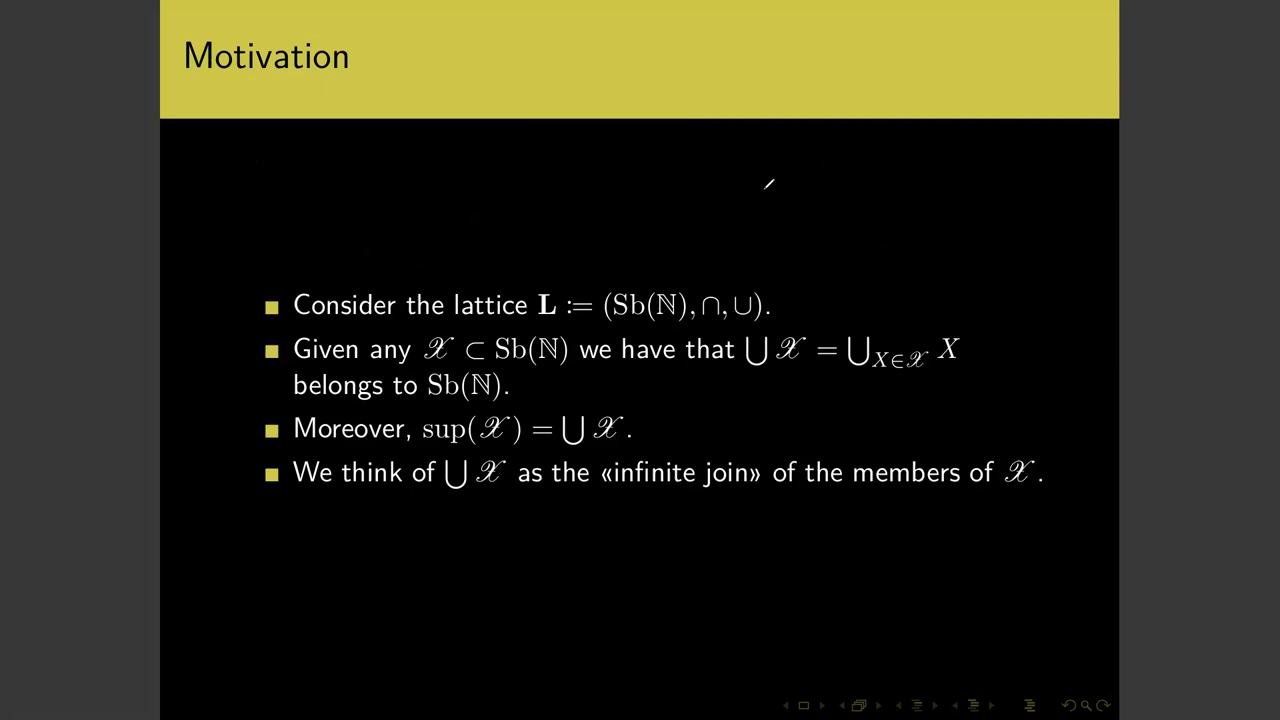 Motivation
Consider the lattice L := (Sb(ℕ), ∩, ∪).
Given any 𝒳 ⊂ Sb(ℕ) we have that ⋃ 𝒳 = ⋃_{X∈𝒳} X
belongs to Sb(ℕ).
Moreover, sup(𝒳) = ⋃ 𝒳.
We think of ⋃ 𝒳 as the «infinite join» of the members of 𝒳.